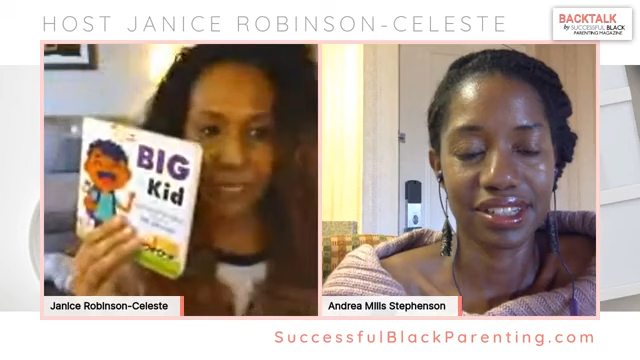 HOST JANICE ROBINSON-CELESTE
BACKTALK
by SUCCESSFUL BLACK
PARENTING MAGAZINE
BIG
Kid
Janice Robinson-Celeste
Andrea Mills Stephenson
SuccessfulBlackParenting.com